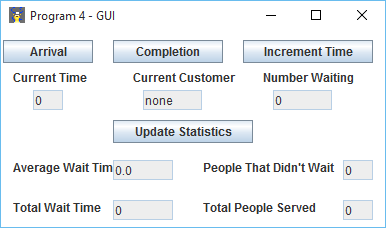 Program 4 - GUI
Arrival Completion Increment Time
Current Time Current Customer Number Waiting
0 none 0
Update Statistics
Average Wait Tim 0.0 People That Didn't Wait 0
Total Wait Time 0 Total People Served 0